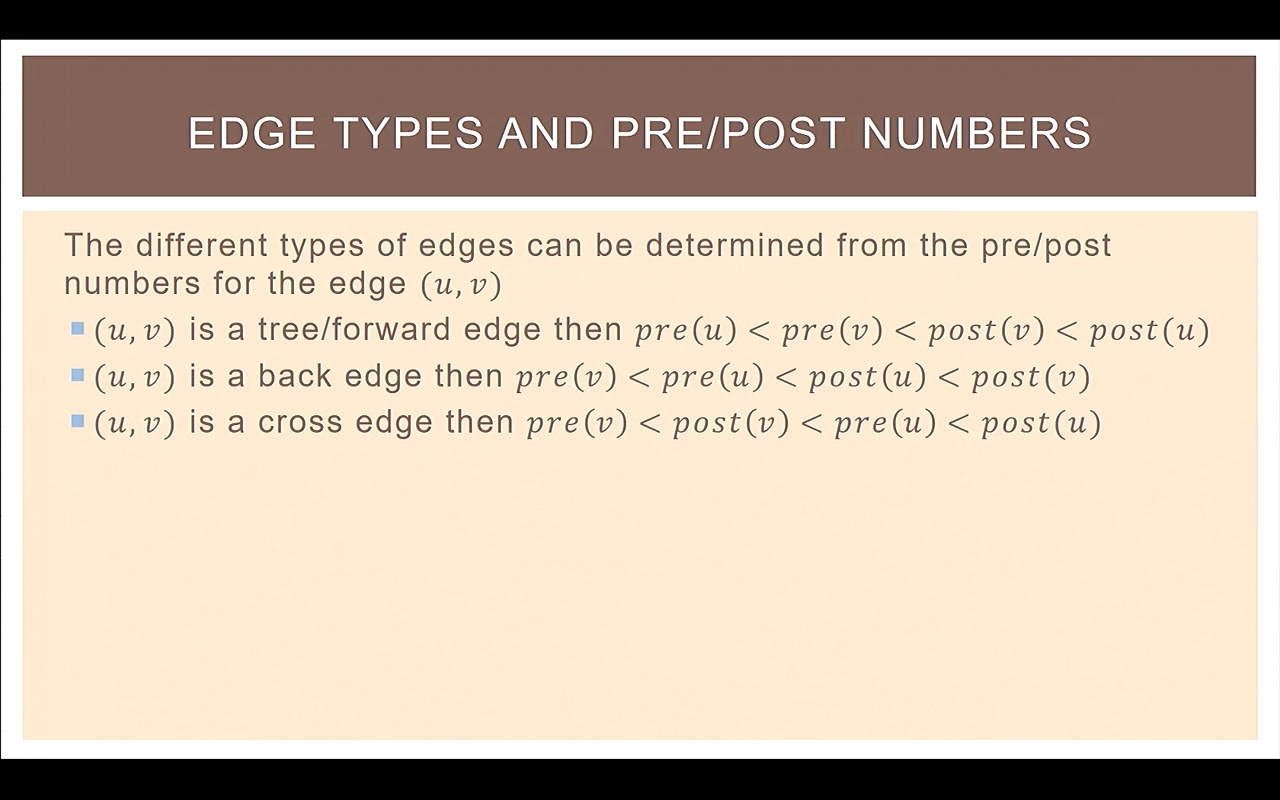 EDGE TYPES AND PRE/POST NUMBERS
The different types of edges can be determined from the pre/post
numbers for the edge (u, v)
▪ (u, v) is a tree/forward edge then pre(u) < pre(v) < post(v) < post(u)
▪ (u, v) is a back edge then pre(v) < pre(u) < post(u) < post(v)
▪ (u, v) is a cross edge then pre(v) < post(v) < pre(u) < post(u)